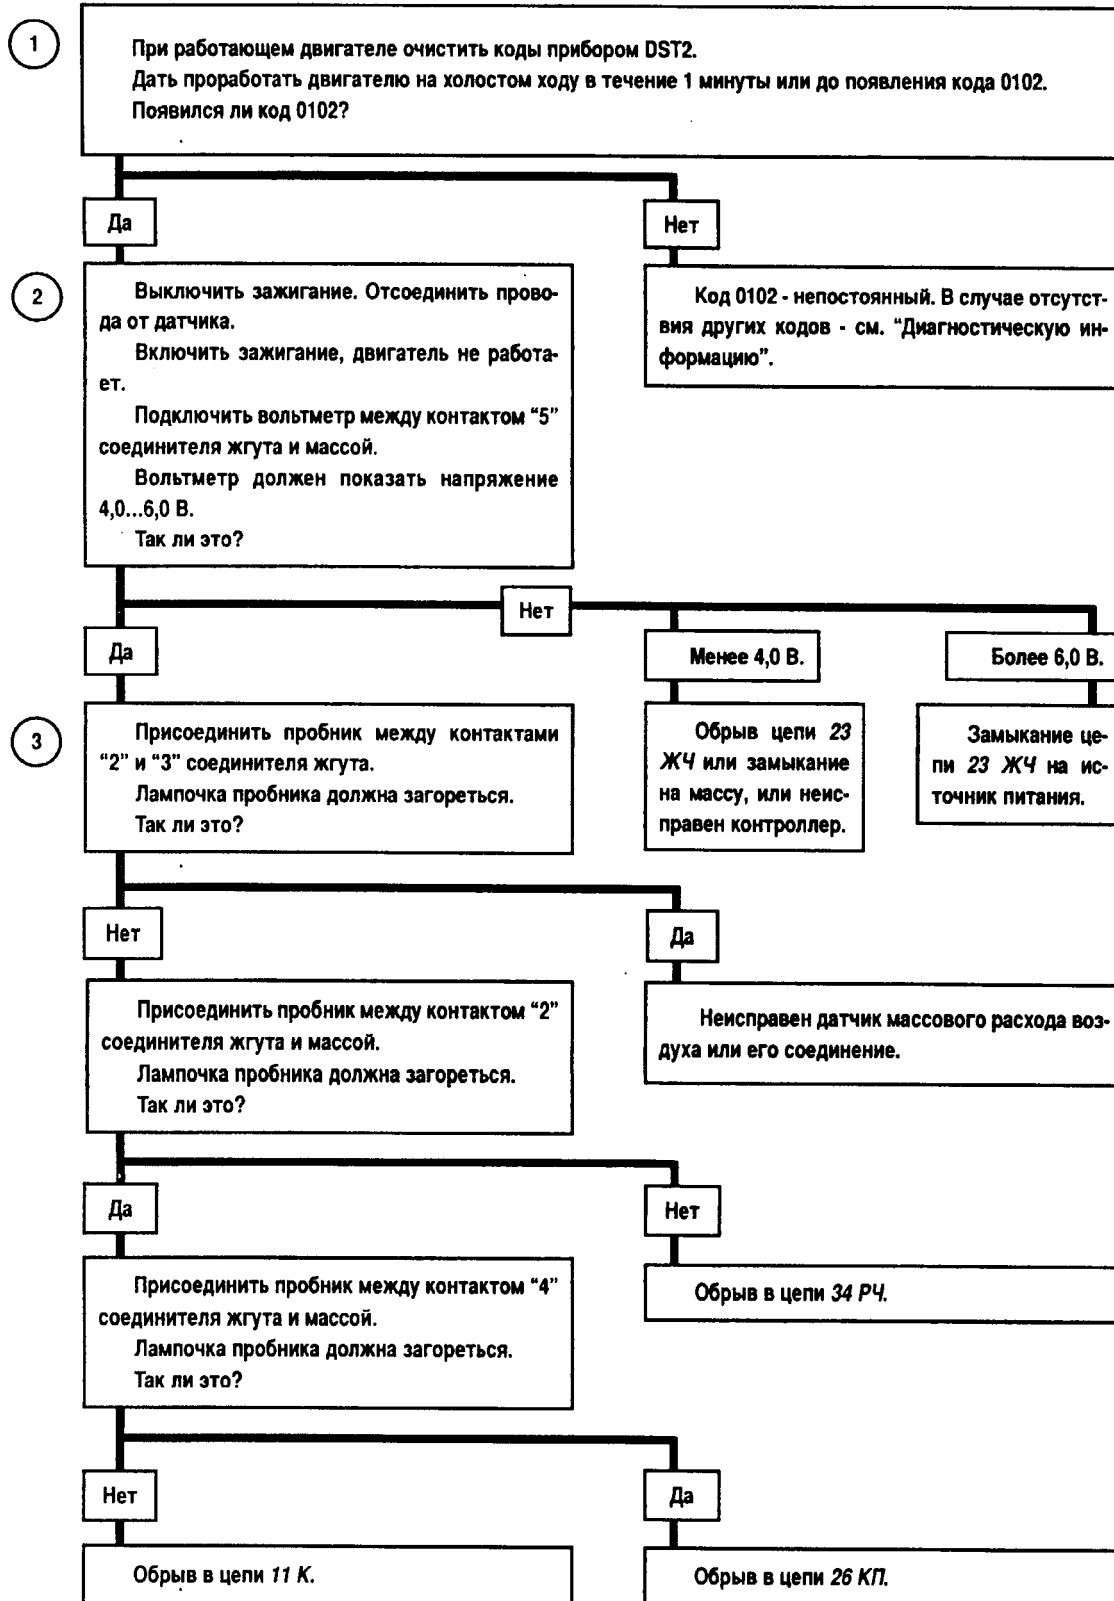 1
При работающем двигателе очистить коды прибором DST2.
Дать проработать двигателю на холостом ходу в течение 1 минуты или до появления кода 0102.
Появился ли код 0102?
Да
Нет
2
Выключить зажигание. Отсоединить прово-
да от датчика.
Включить зажигание, двигатель не работа-
ет.
Подключить вольтметр между контактом “5”
соединителя жгута и массой.
Вольтметр должен показать напряжение
4,0...6,0 В.
Так ли это?
Код 0102 - непостоянный. В случае отсутст-
вия других кодов - см. “Диагностическую ин-
формацию”.
Нет
Да
Менее 4,0 В.
Более 6,0 В.
3
Присоединить пробник между контактами
“2” и “3” соединителя жгута.
Лампочка пробника должна загореться.
Так ли это?
Обрыв цепи 23
ЖЧ или замыкание
на массу, или неис-
правен контроллер.
Замыкание це-
пи 23 ЖЧ на ис-
точник питания.
Нет
Да
Присоединить пробник между контактом “2”
соединителя жгута и массой.
Лампочка пробника должна загореться.
Так ли это?
Неисправен датчик массового расхода воз-
духа или его соединение.
Да
Нет
Присоединить пробник между контактом “4”
соединителя жгута и массой.
Лампочка пробника должна загореться.
Так ли это?
Обрыв в цепи 34 РЧ.
Нет
Да
Обрыв в цепи 11 К.
Обрыв в цепи 26 КП.